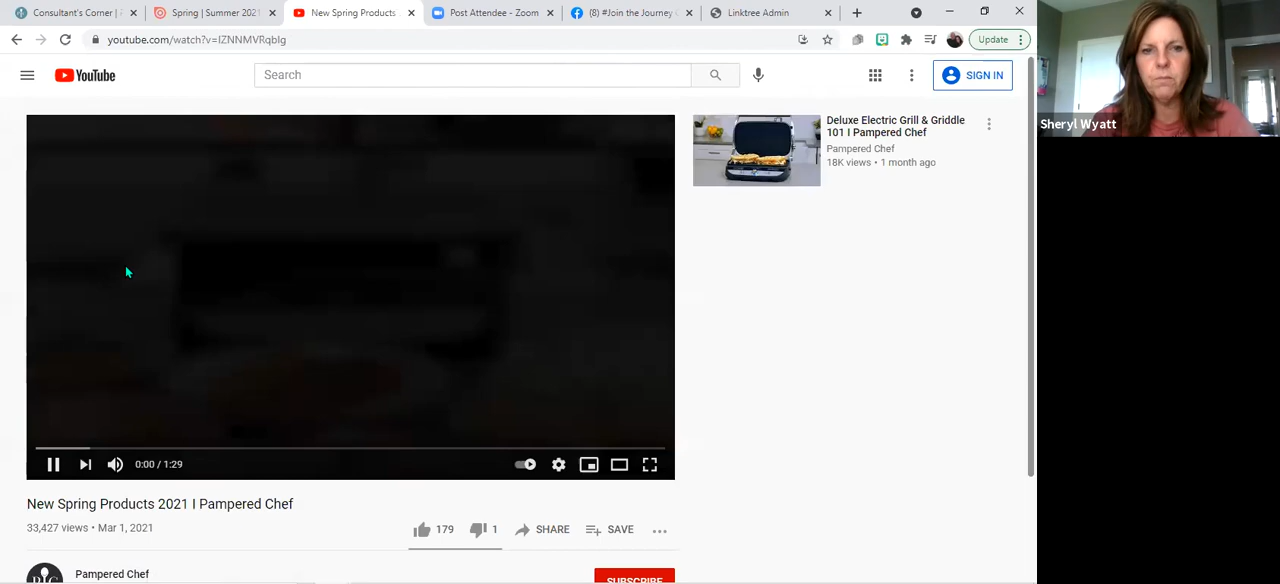 Consultant's Corner |
Spring | Summer 2021
New Spring Products
Post Attendee - Zoom
(8) #Join the Journey
Linktree Admin
youtube.com/watch?v=IZNNMVRqbIg
Update
YouTube
Search
SIGN IN
Sheryl Wyatt
Deluxe Electric Grill & Griddle
101 I Pampered Chef
Pampered Chef
18K views • 1 month ago
0:00 / 1:29
New Spring Products 2021 I Pampered Chef
33,427 views • Mar 1, 2021
179
1
SHARE
SAVE
Pampered Chef
SUBSCRIBE